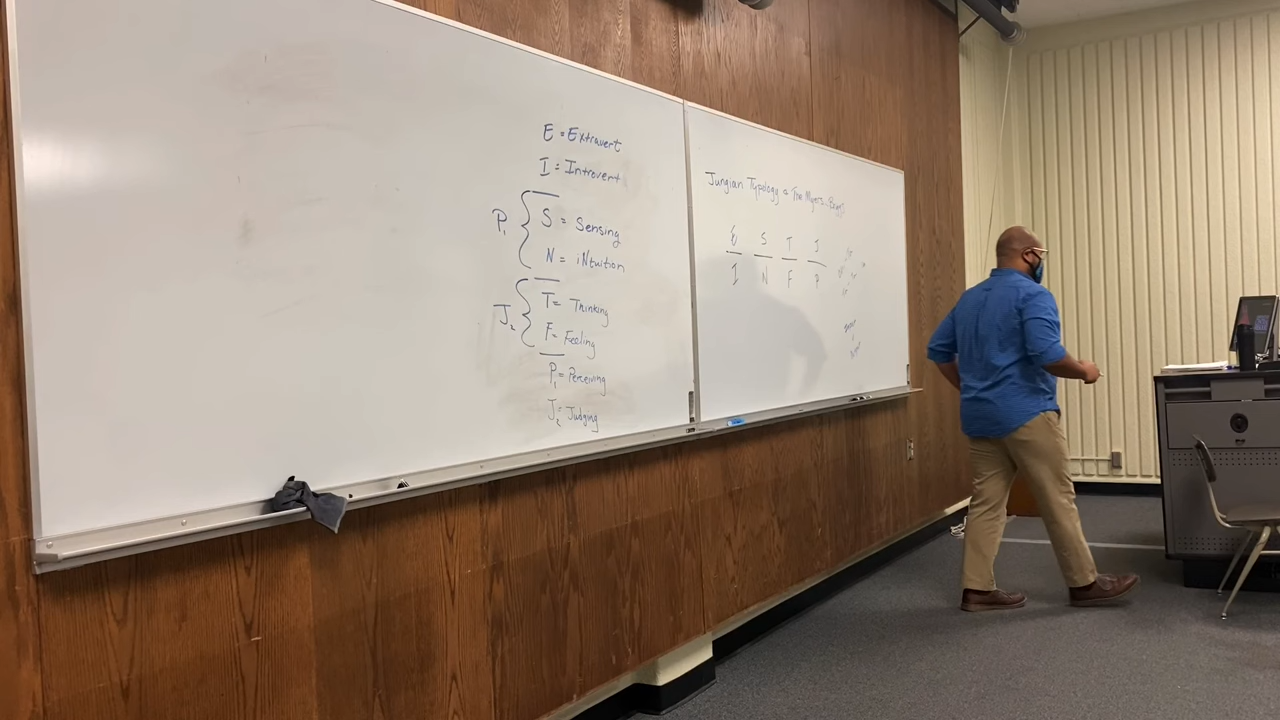 E = Extravert
I = Introvert
P₁ { S = Sensing
N = iNtuition
J₂ { T = Thinking
F = Feeling
P₁ = Perceiving
J₂ = Judging
Jungian Typology & The Myers-Briggs
E S T J
I N F P